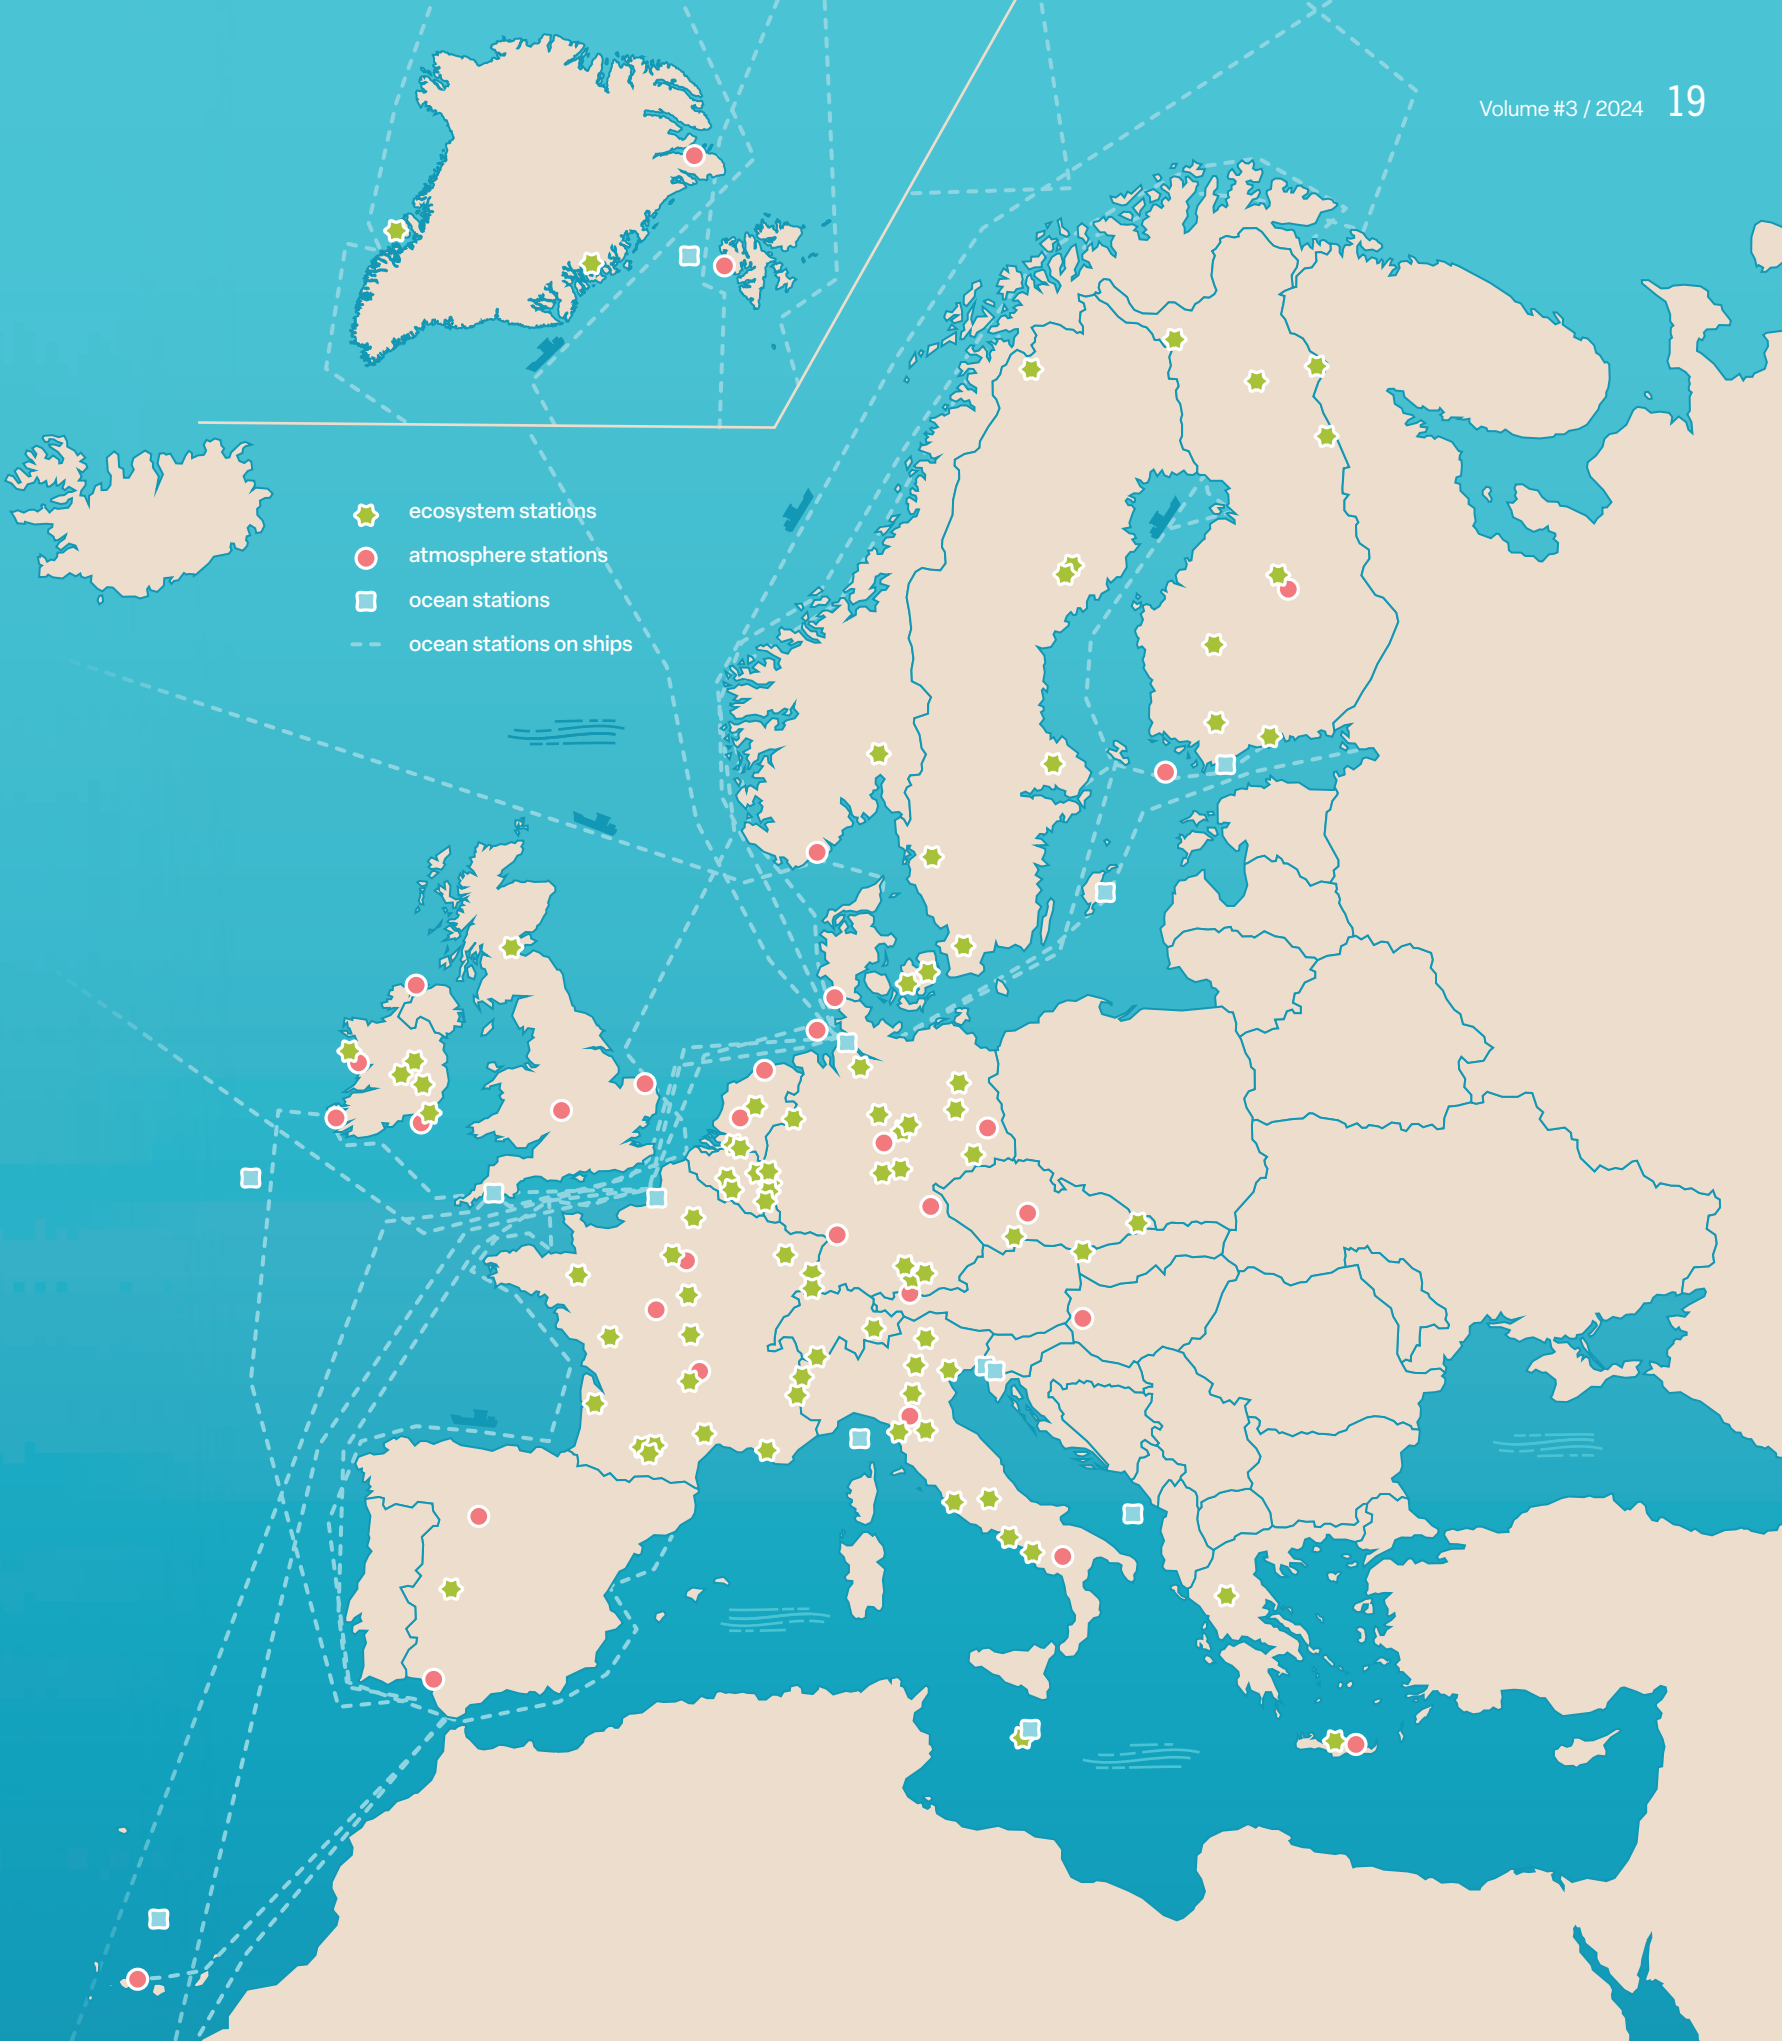 Volume #3 / 2024 19
ecosystem stations
atmosphere stations
ocean stations
ocean stations on ships